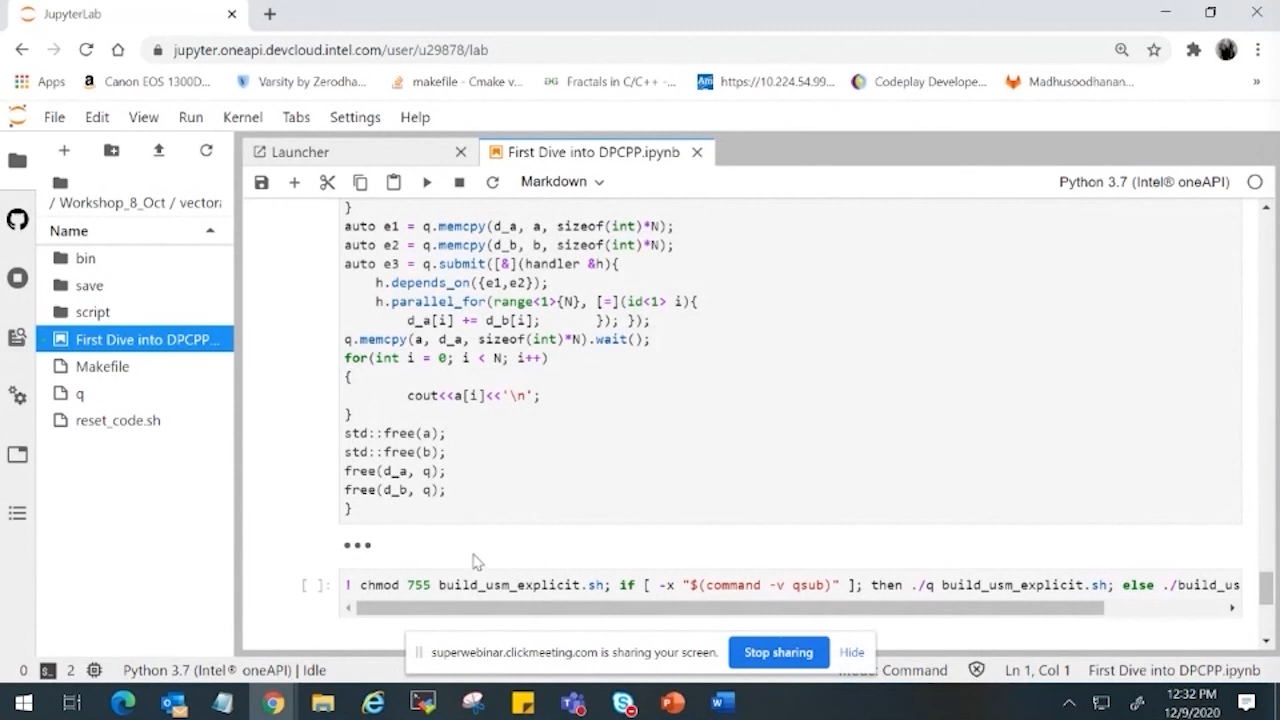 JupyterLab
jupyter.oneapi.devcloud.intel.com/user/u29878/lab
Apps
Canon EOS 1300D...
Varsity by Zerodha...
makefile - Cmake v...
Fractals in C/C++ -...
https://10.224.54.99...
Codeplay Develope...
Madhusoodhanan...
»
File Edit View Run Kernel Tabs Settings Help
Launcher
First Dive into DPCPP.ipynb
Markdown
Python 3.7 (Intel® oneAPI)
/ Workshop_8_Oct / vector
Name
bin
save
script
First Dive into DPCPP...
Makefile
q
reset_code.sh
}
auto e1 = q.memcpy(d_a, a, sizeof(int)*N);
auto e2 = q.memcpy(d_b, b, sizeof(int)*N);
auto e3 = q.submit([&](handler &h){
h.depends_on({e1,e2});
h.parallel_for(range<1>{N}, [=](id<1> i){
d_a[i] += d_b[i]; }); });
q.memcpy(a, d_a, sizeof(int)*N).wait();
for(int i = 0; i < N; i++)
{
cout<<a[i]<<'\n';
}
std::free(a);
std::free(b);
free(d_a, q);
free(d_b, q);
}
•••
[ ]: ! chmod 755 build_usm_explicit.sh; if [ -x "$(command -v qsub)" ]; then ./q build_usm_explicit.sh; else ./build_us
superwebinar.clickmeeting.com is sharing your screen.
Stop sharing
Hide
0
2
Python 3.7 (Intel® oneAPI) | Idle
Command
Ln 1, Col 1
First Dive into DPCPP.ipynb
12:32 PM
12/9/2020